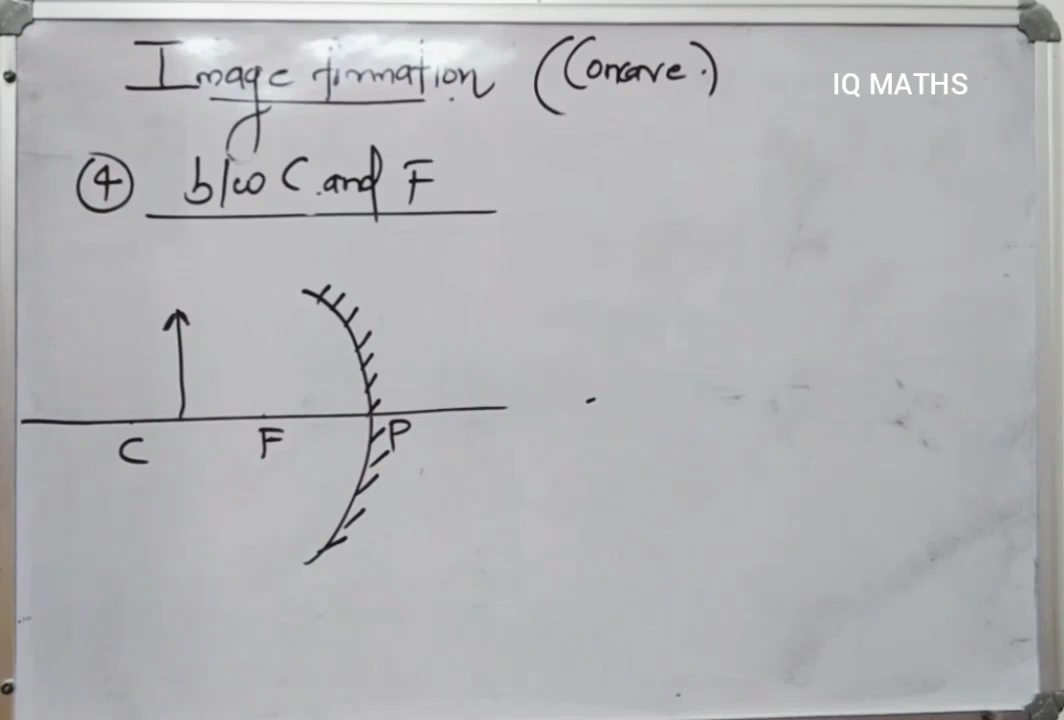 Image formation (Concave.)
IQ MATHS
④ b/w C and F
C F P